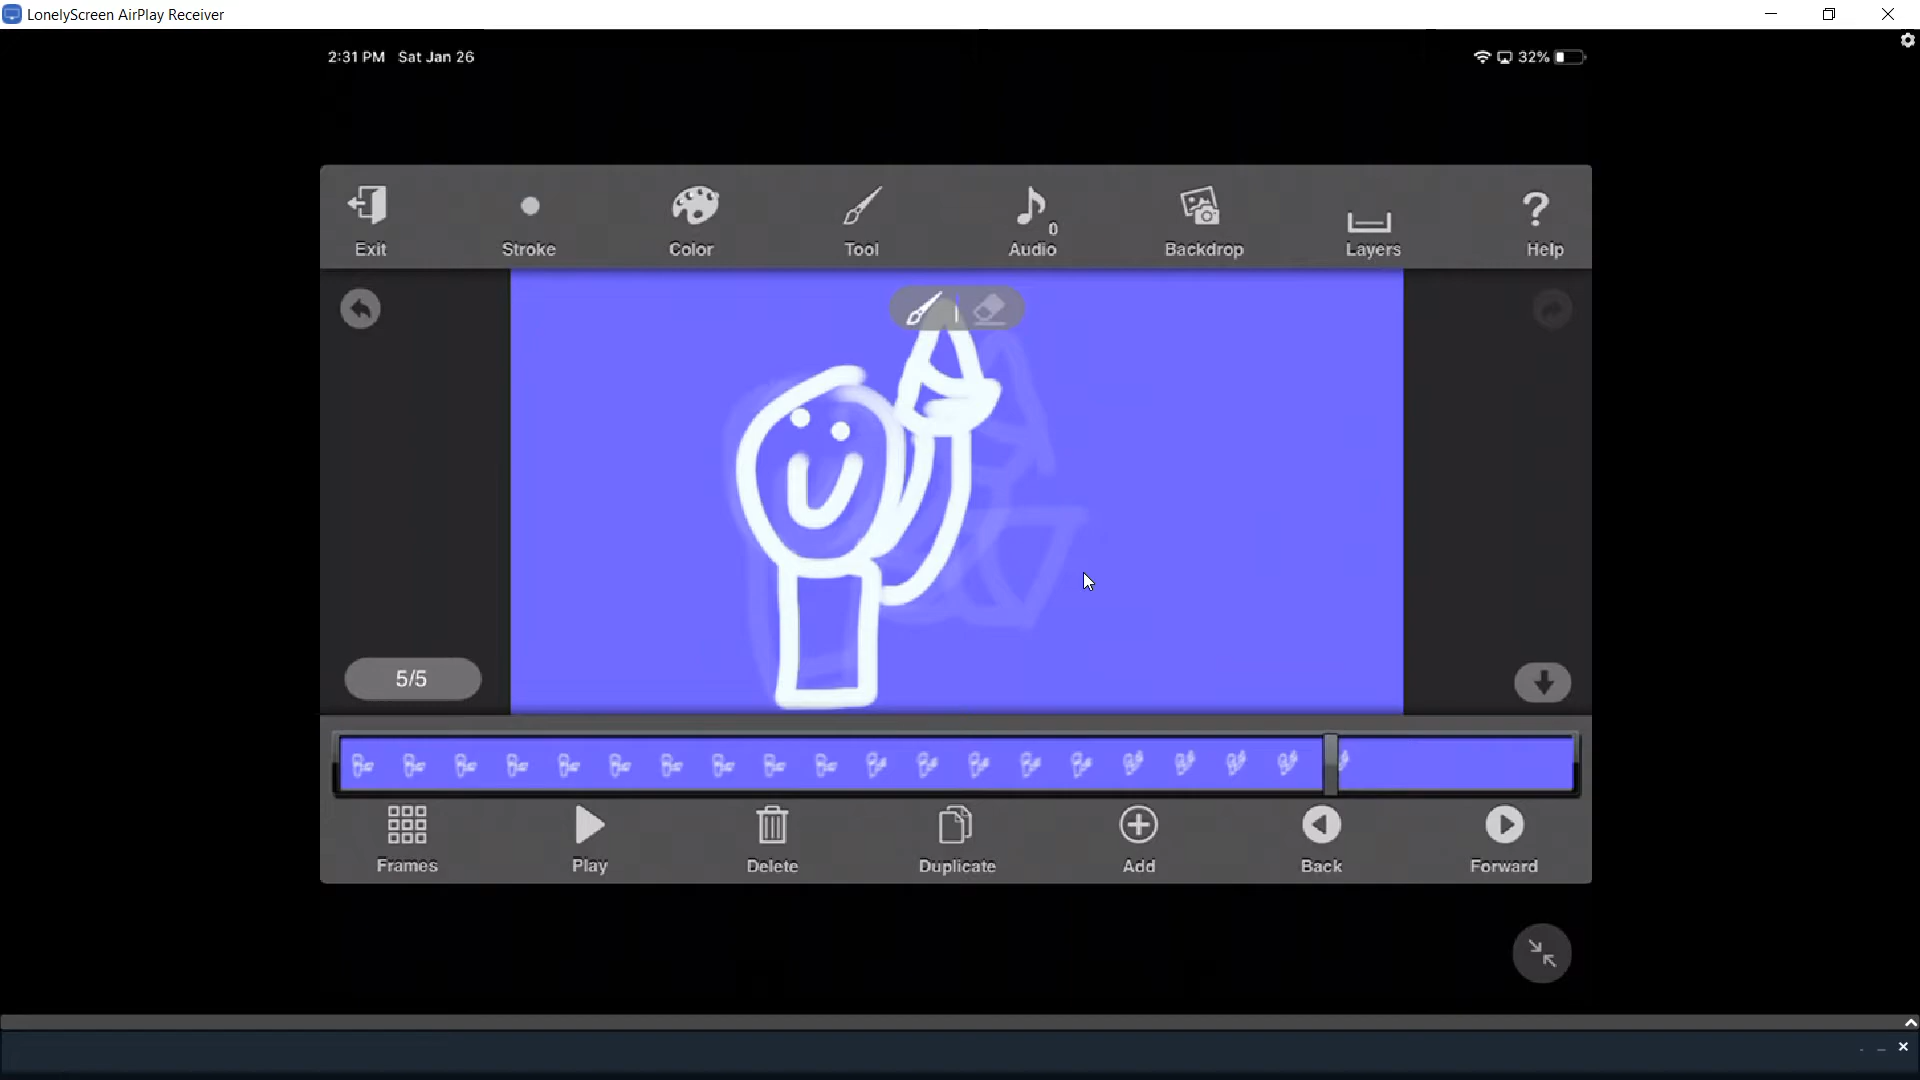 LonelyScreen AirPlay Receiver
2:31 PM Sat Jan 26
32%
Exit
Stroke
Color
Tool
Audio
0
Backdrop
Layers
Help
5/5
Frames
Play
Delete
Duplicate
Add
Back
Forward